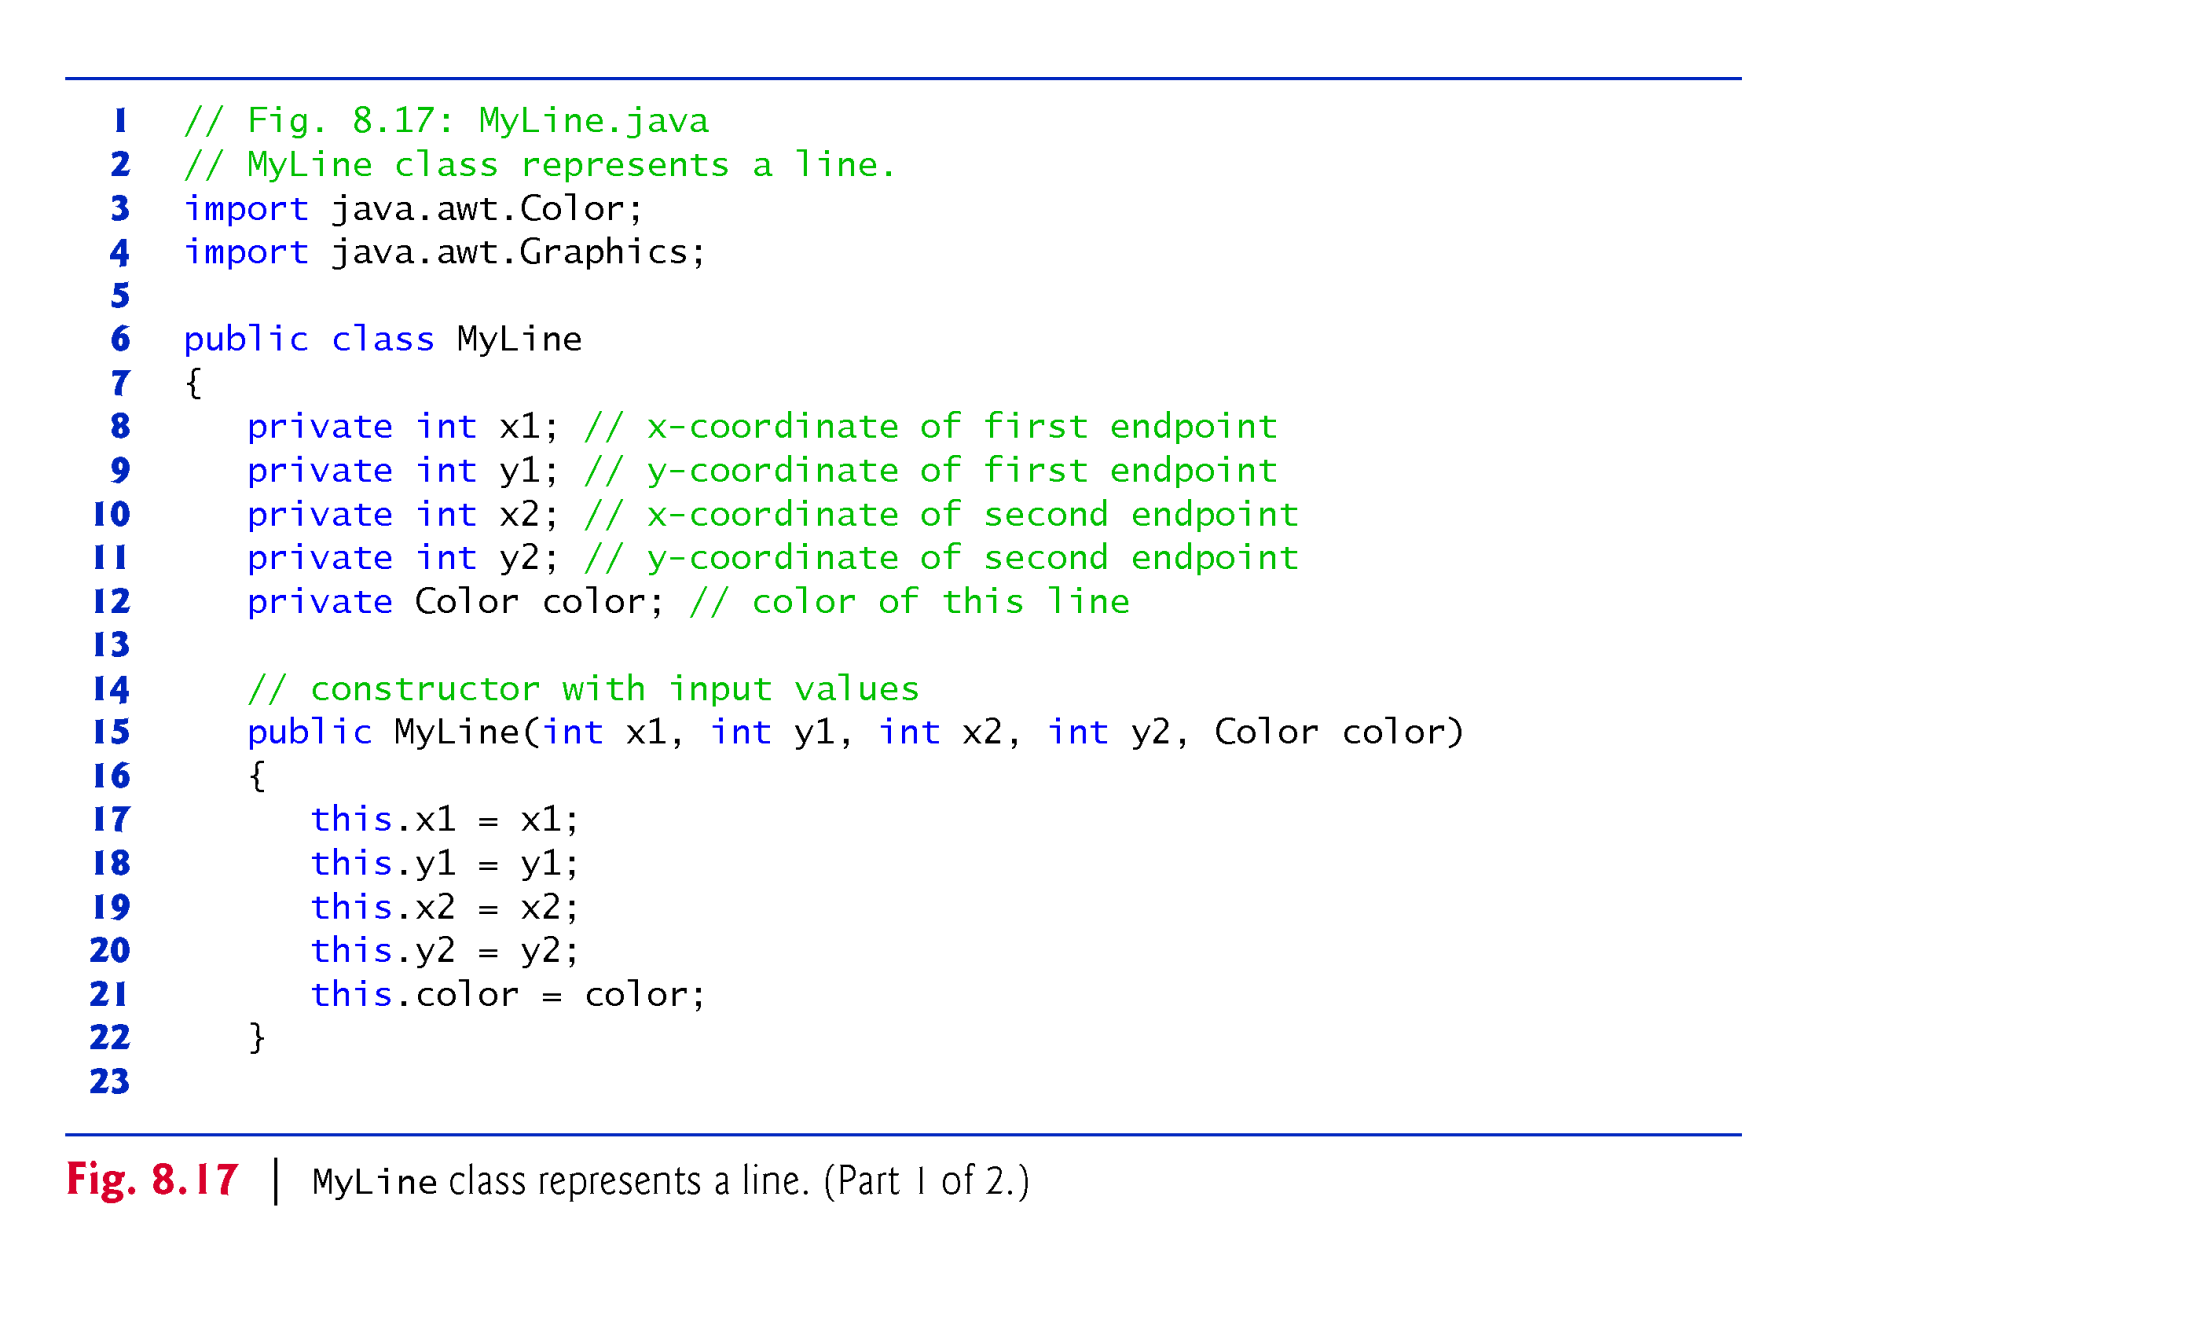 1 // Fig. 8.17: MyLine.java
2 // MyLine class represents a line.
3 import java.awt.Color;
4 import java.awt.Graphics;
5
6 public class MyLine
7 {
8    private int x1; // x-coordinate of first endpoint
9    private int y1; // y-coordinate of first endpoint
10    private int x2; // x-coordinate of second endpoint
11    private int y2; // y-coordinate of second endpoint
12    private Color color; // color of this line
13
14    // constructor with input values
15    public MyLine(int x1, int y1, int x2, int y2, Color color)
16    {
17       this.x1 = x1;
18       this.y1 = y1;
19       this.x2 = x2;
20       this.y2 = y2;
21       this.color = color;
22    }
23
Fig. 8.17 | MyLine class represents a line. (Part 1 of 2.)